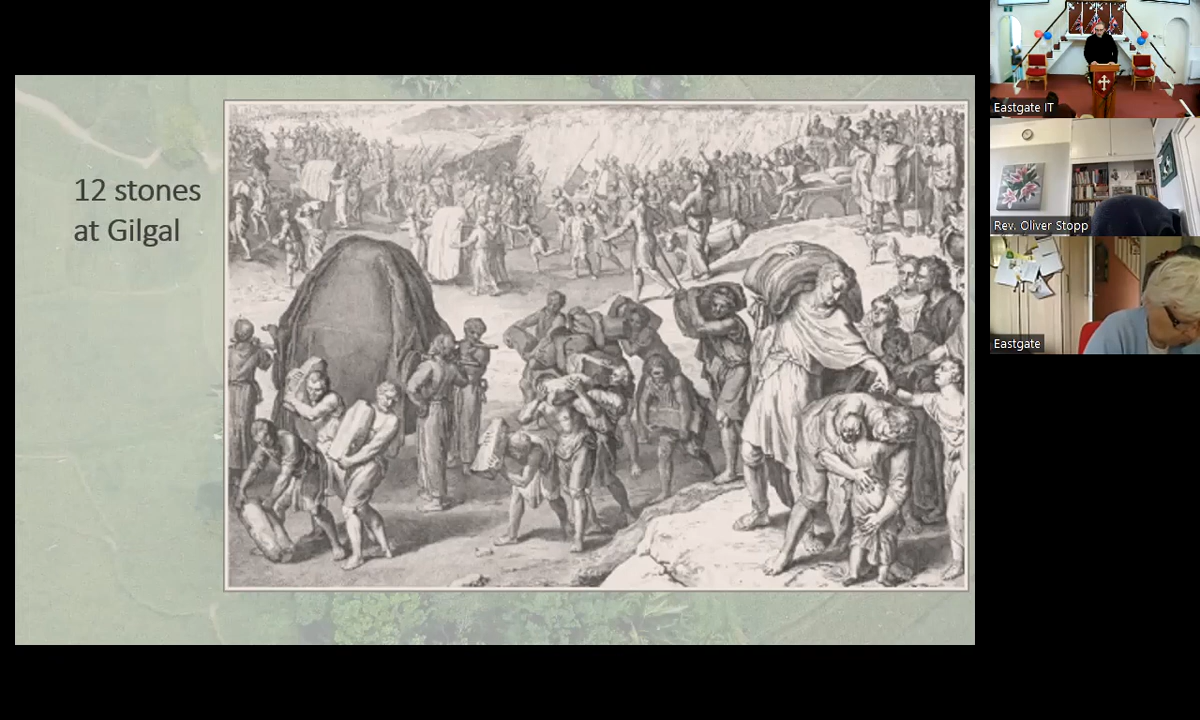 12 stones
at Gilgal
Eastgate IT
Rev. Oliver Stopp
Eastgate